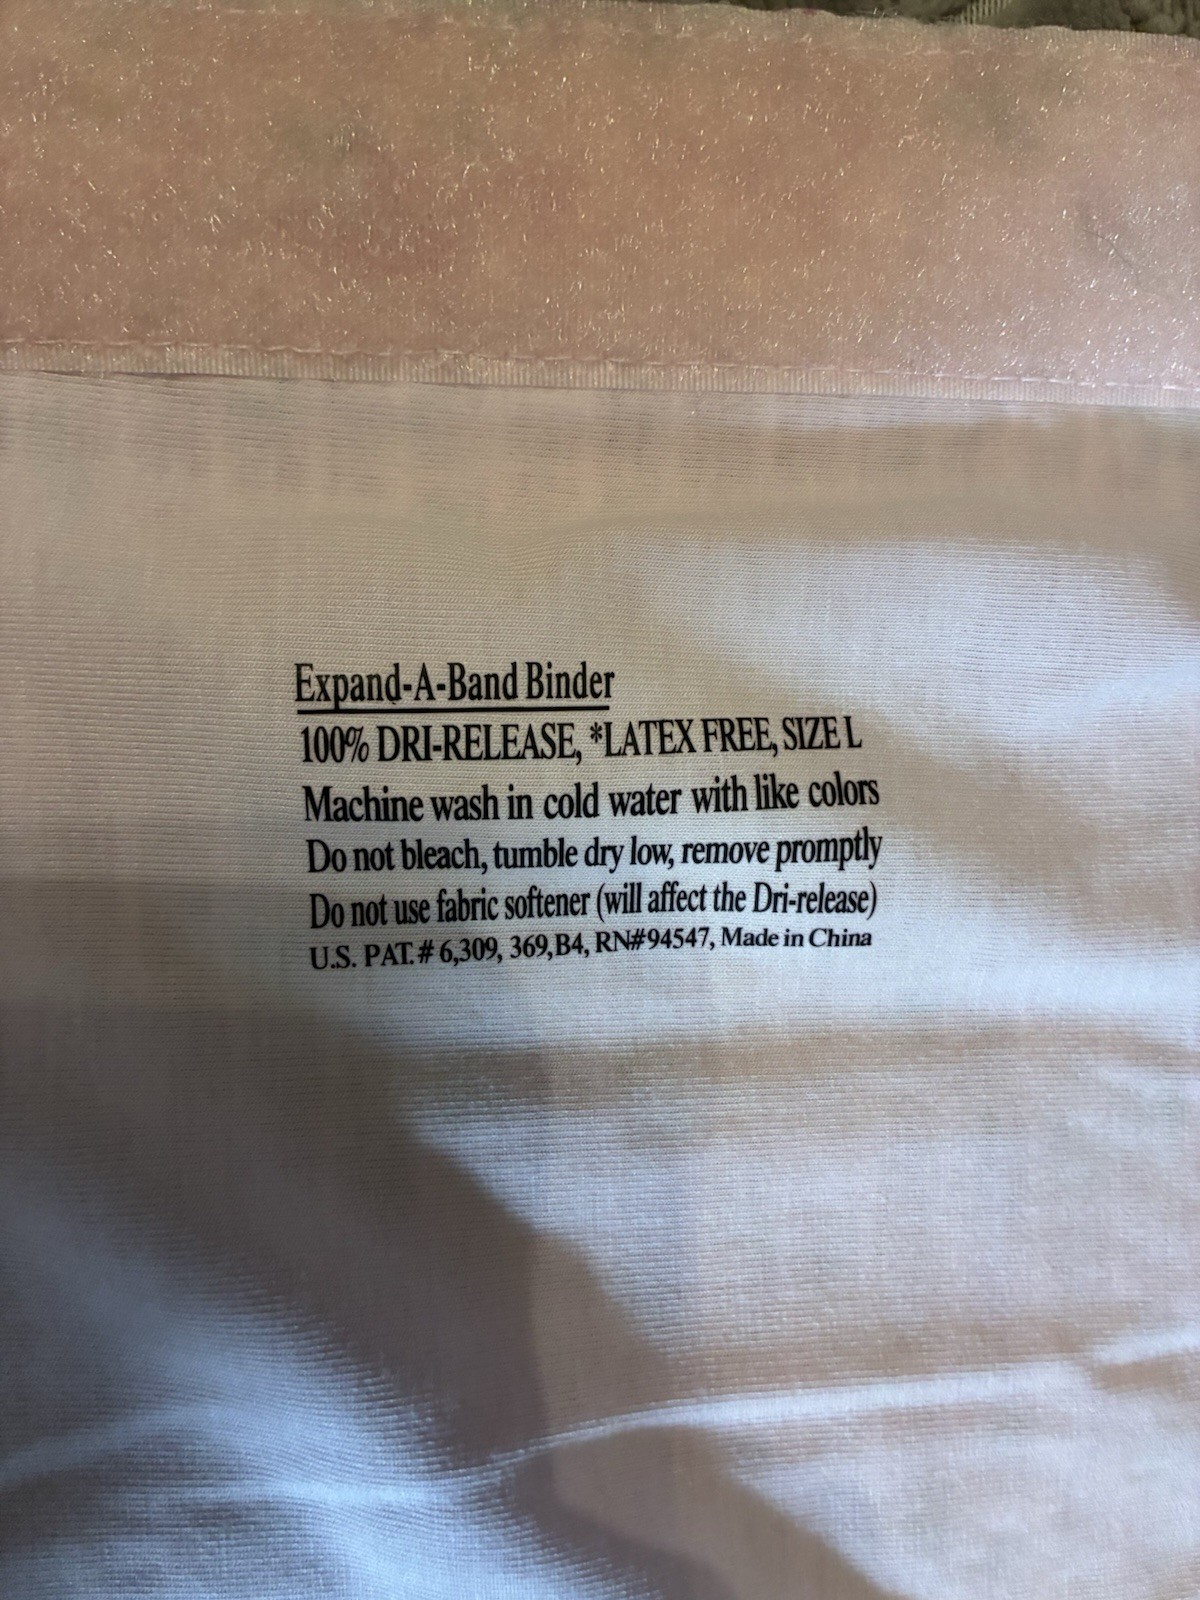 Expand-A-Band Binder
100% DRI-RELEASE, *LATEX FREE, SIZE L
Machine wash in cold water with like colors
Do not bleach, tumble dry low, remove promptly
Do not use fabric softener (will affect the Dri-release)
U.S. PAT. # 6,309, 369,B4, RN#94547, Made in China